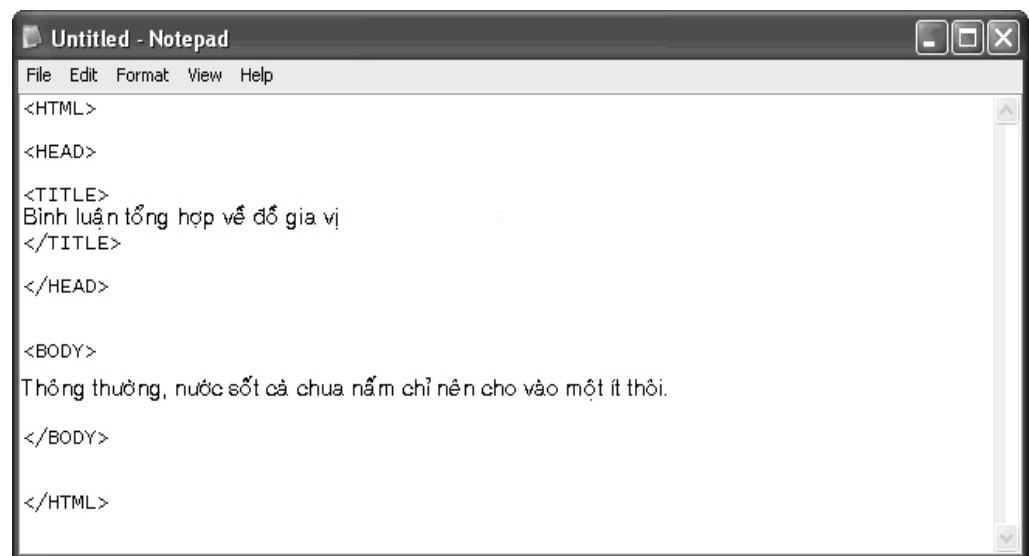 Untitled - Notepad
File Edit Format View Help
<HTML>
<HEAD>
<TITLE>
Bình luận tổng hợp về đồ gia vị
</TITLE>
</HEAD>
<BODY>
Thông thường, nước sốt cà chua nấm chỉ nên cho vào một ít thôi.
</BODY>
</HTML>